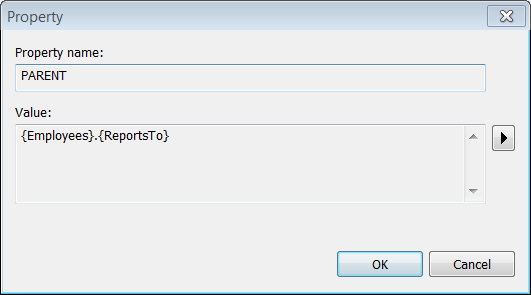 Property
Property name:
PARENT
Value:
{Employees}.{ReportsTo}
OK Cancel